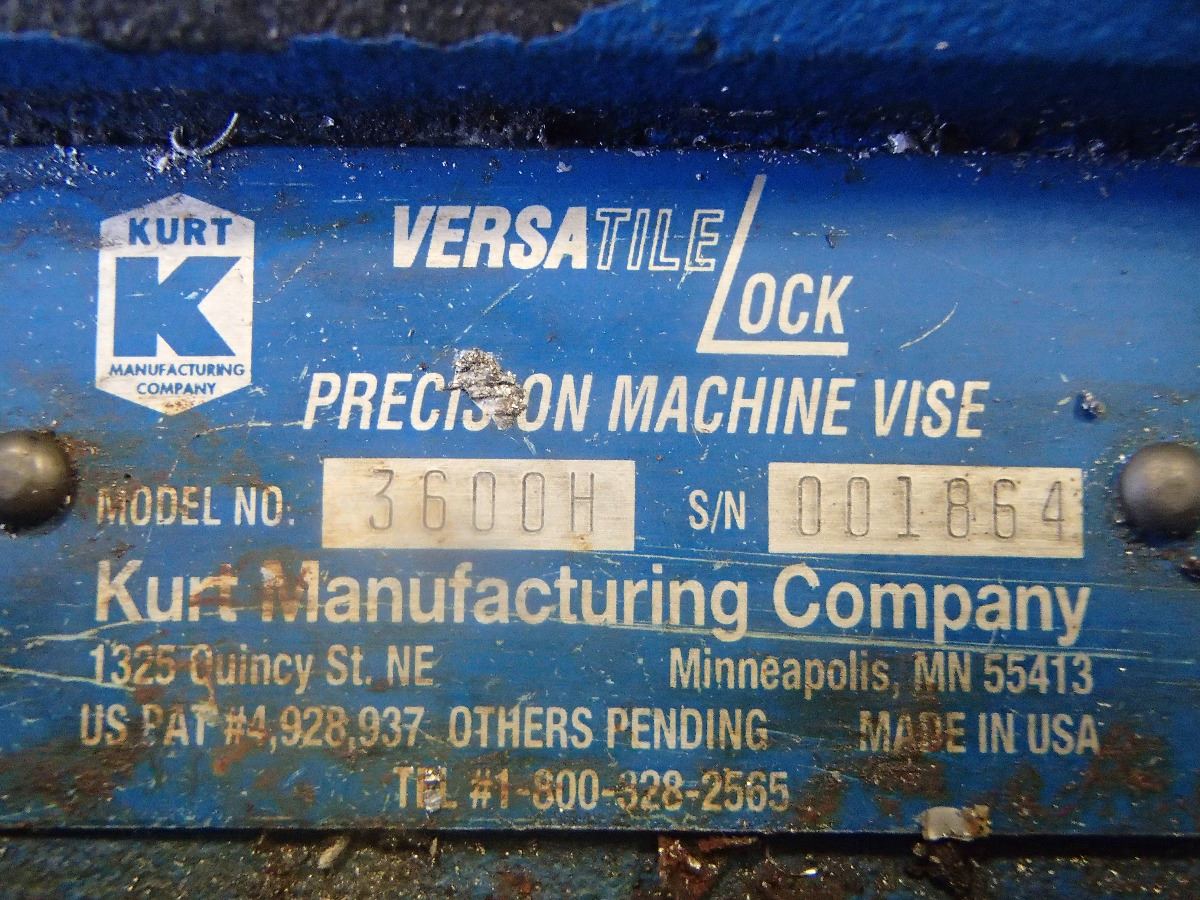 KURT
K
MANUFACTURING
COMPANY
VERSATILE
LOCK
PRECISION MACHINE VISE
MODEL NO. 3600H S/N 001864
Kurt Manufacturing Company
1325 Quincy St. NE Minneapolis, MN 55413
US PAT #4,928,937 OTHERS PENDING MADE IN USA
TEL #1-800-328-2565